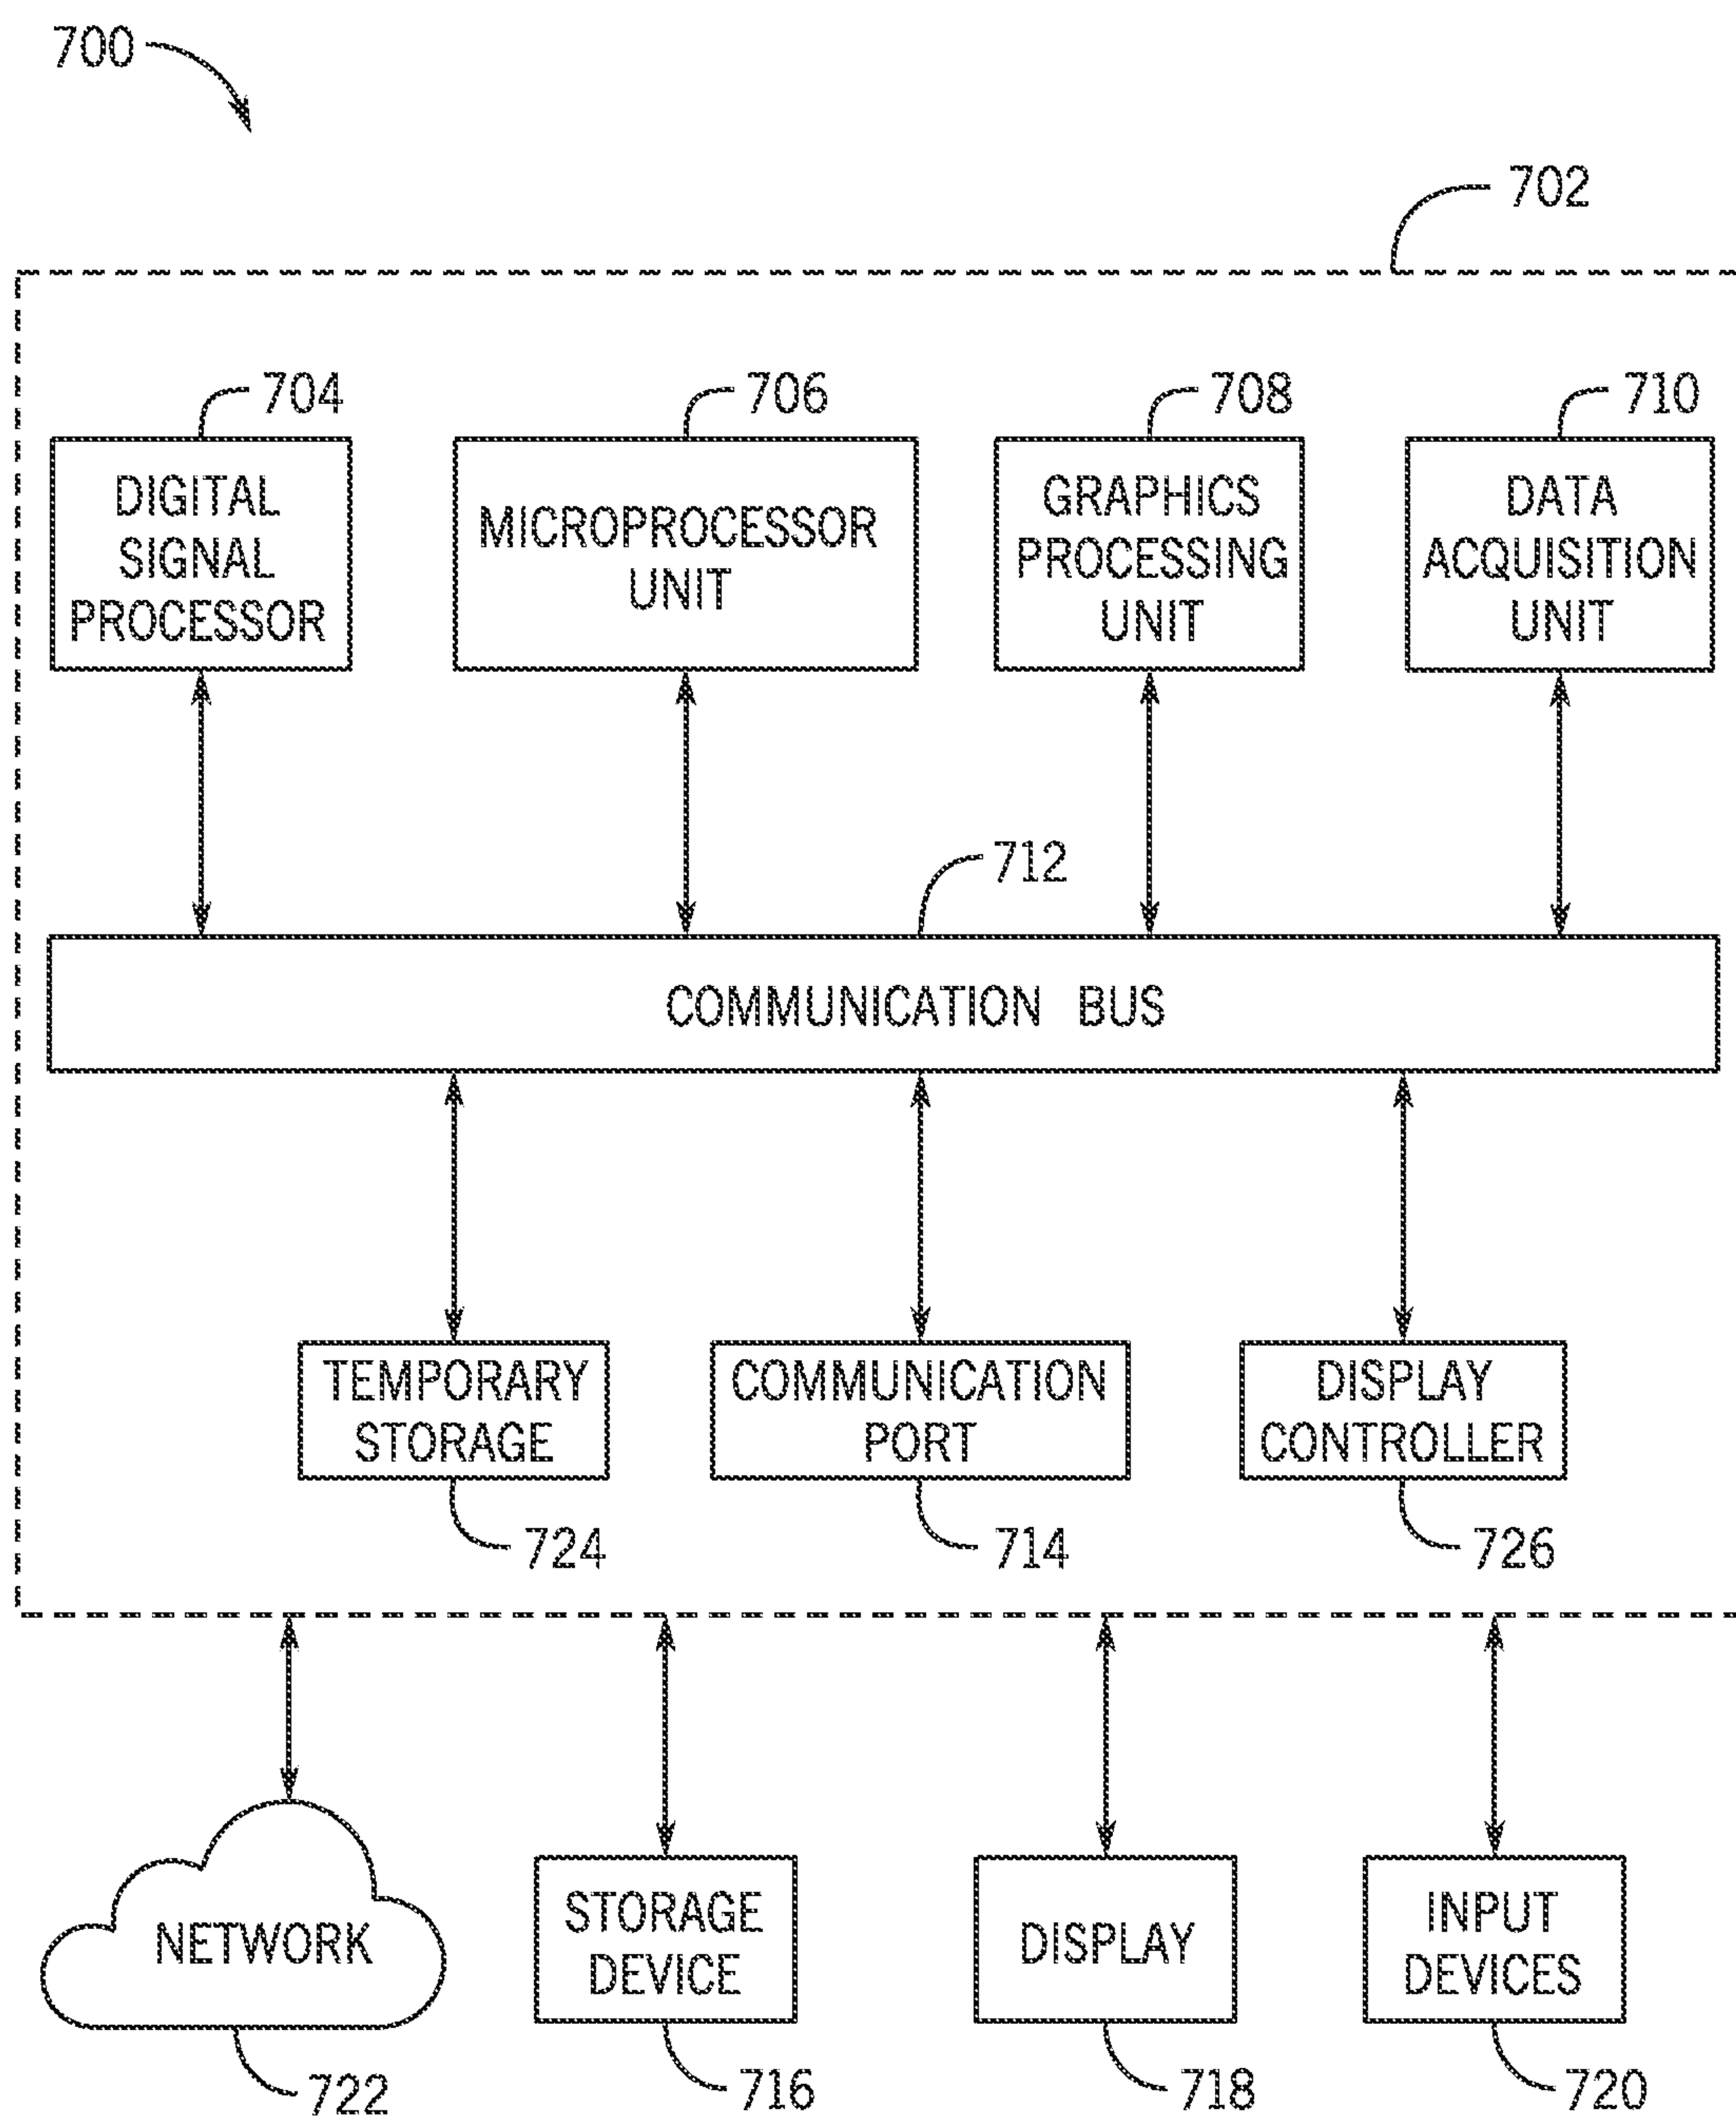 700
702
704
706
708
710
DIGITAL
SIGNAL
PROCESSOR
MICROPROCESSOR
UNIT
GRAPHICS
PROCESSING
UNIT
DATA
ACQUISITION
UNIT
712
COMMUNICATION BUS
TEMPORARY
STORAGE
COMMUNICATION
PORT
DISPLAY
CONTROLLER
724
714
726
NETWORK
STORAGE
DEVICE
DISPLAY
INPUT
DEVICES
722
716
718
720